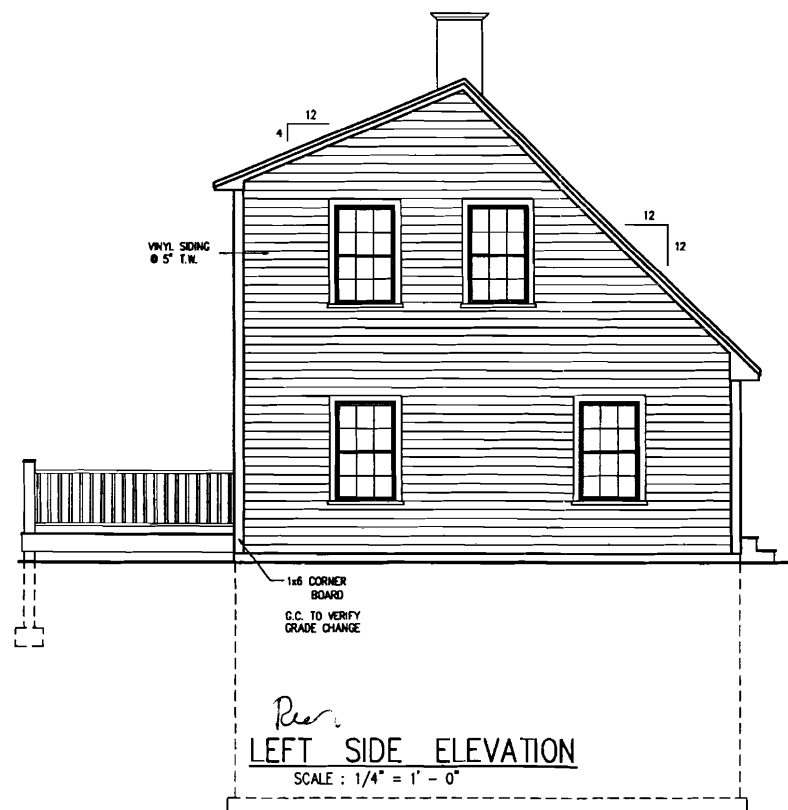 12
4
12
12
VINYL SIDING
@ 5" T.W.
1x6 CORNER
BOARD
G.C. TO VERIFY
GRADE CHANGE
LEFT SIDE ELEVATION
SCALE : 1/4" = 1' - 0"